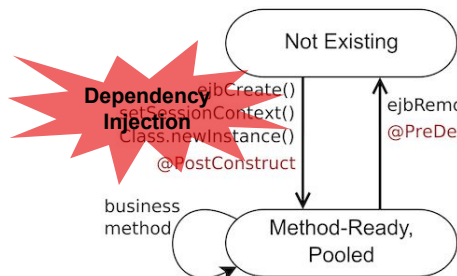 Not Existing
ejbCreate()
setSessionContext()
Class.newInstance()
@PostConstruct
Dependency
Injection
ejbRemo
@PreDe
business
method
Method-Ready,
Pooled